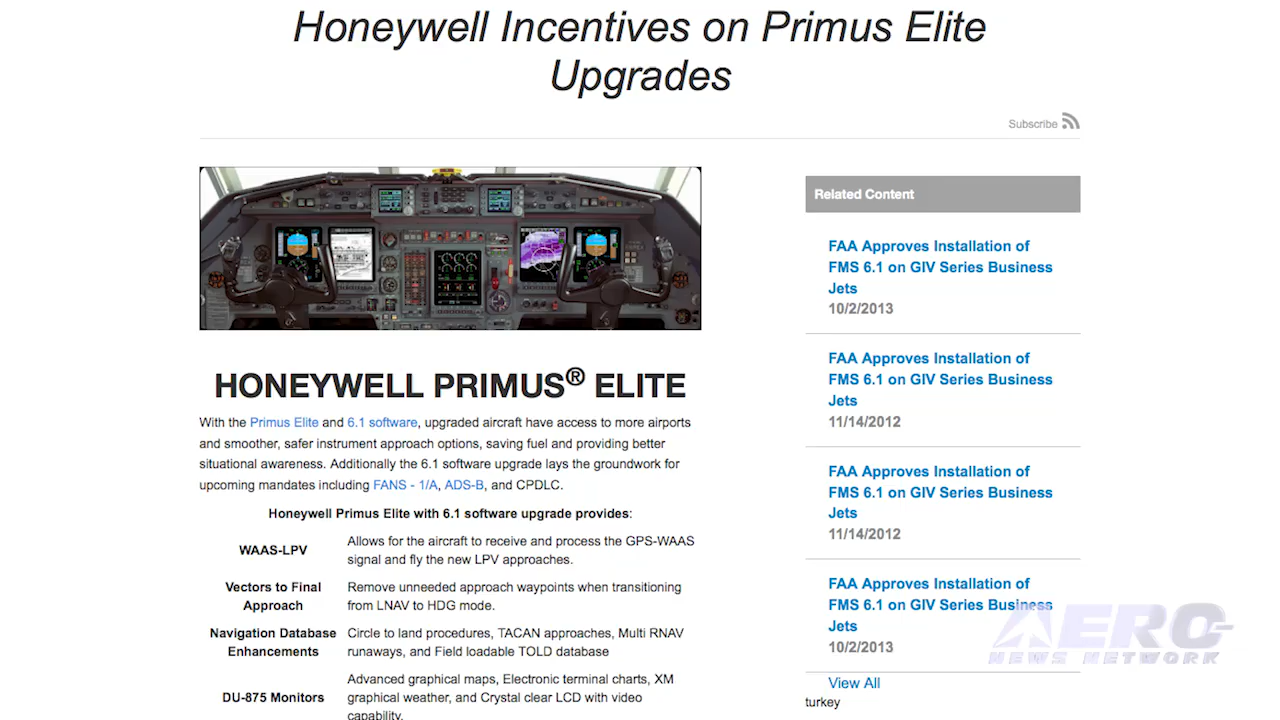 Honeywell Incentives on Primus Elite
Upgrades
Subscribe
HONEYWELL PRIMUS® ELITE
With the Primus Elite and 6.1 software, upgraded aircraft have access to more airports
and smoother, safer instrument approach options, saving fuel and providing better
situational awareness. Additionally the 6.1 software upgrade lays the groundwork for
upcoming mandates including FANS - 1/A, ADS-B, and CPDLC.
Honeywell Primus Elite with 6.1 software upgrade provides:
WAAS-LPV
Allows for the aircraft to receive and process the GPS-WAAS
signal and fly the new LPV approaches.
Vectors to Final
Approach
Remove unneeded approach waypoints when transitioning
from LNAV to HDG mode.
Navigation Database
Enhancements
Circle to land procedures, TACAN approaches, Multi RNAV
runaways, and Field loadable TOLD database
DU-875 Monitors
Advanced graphical maps, Electronic terminal charts, XM
graphical weather, and Crystal clear LCD with video
capability.
Related Content
FAA Approves Installation of
FMS 6.1 on GIV Series Business
Jets
10/2/2013
FAA Approves Installation of
FMS 6.1 on GIV Series Business
Jets
11/14/2012
FAA Approves Installation of
FMS 6.1 on GIV Series Business
Jets
11/14/2012
FAA Approves Installation of
FMS 6.1 on GIV Series Business
Jets
10/2/2013
View All
turkey
AERO
NEWS NETWORK